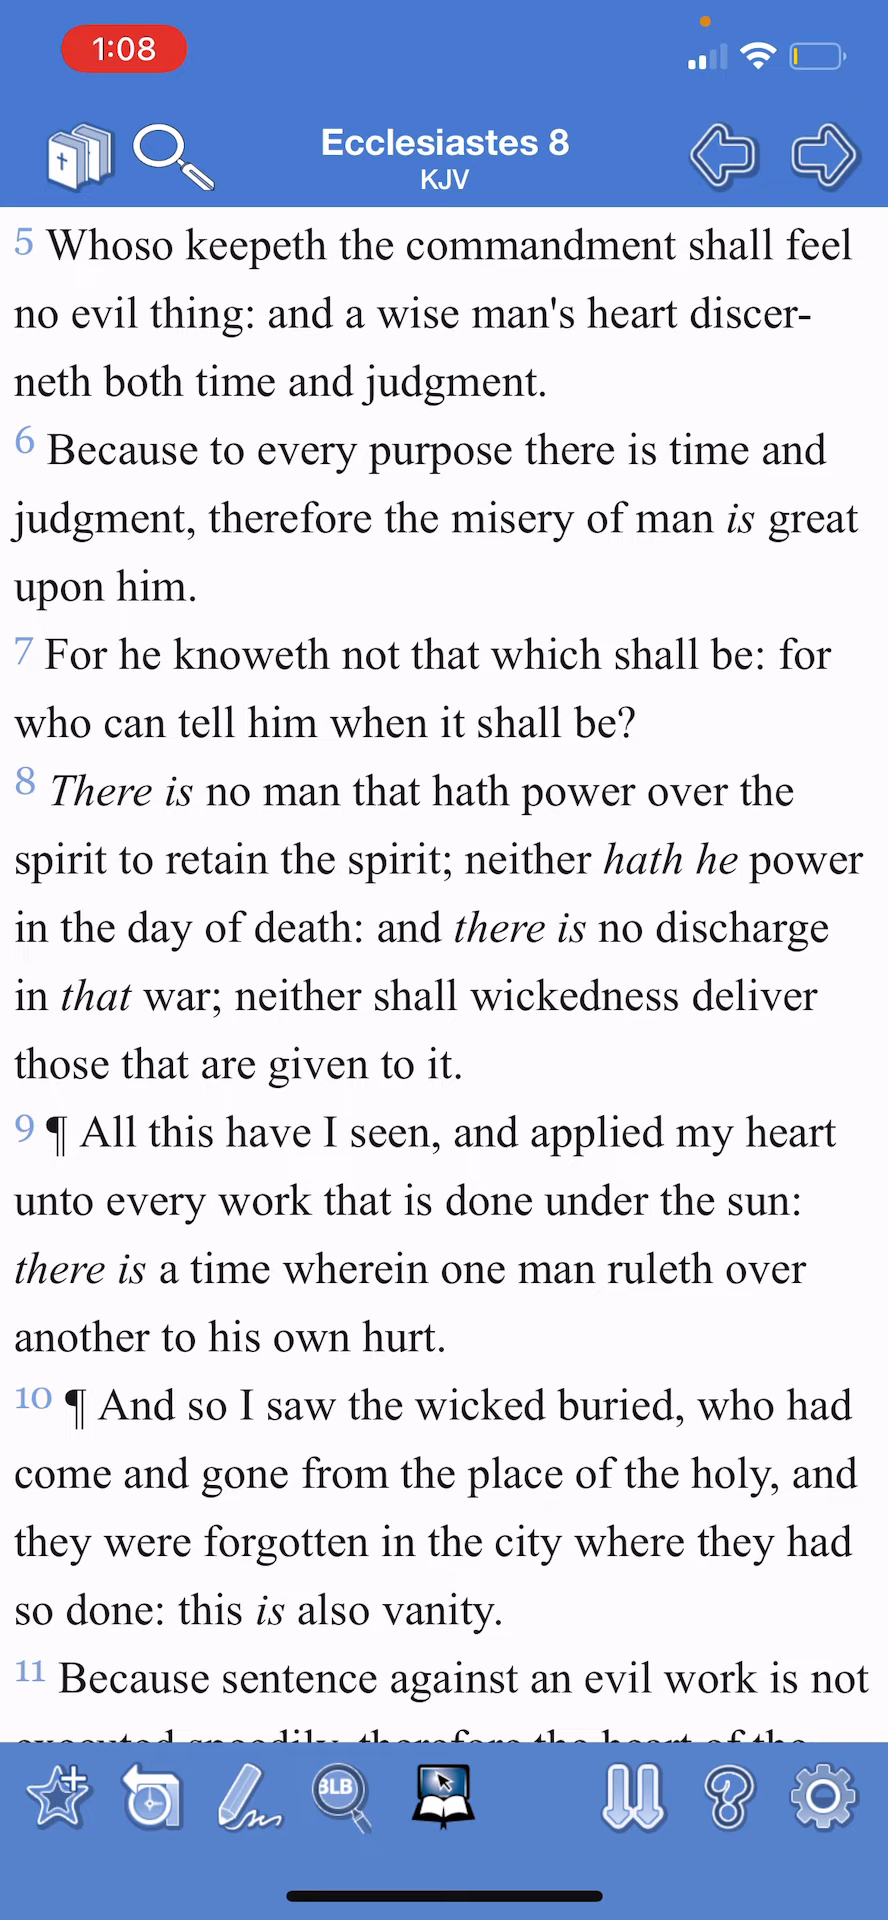 1:08
Ecclesiastes 8
KJV
5 Whoso keepeth the commandment shall feel
no evil thing: and a wise man's heart discer-
neth both time and judgment.
6 Because to every purpose there is time and
judgment, therefore the misery of man is great
upon him.
7 For he knoweth not that which shall be: for
who can tell him when it shall be?
8 There is no man that hath power over the
spirit to retain the spirit; neither hath he power
in the day of death: and there is no discharge
in that war; neither shall wickedness deliver
those that are given to it.
9 ¶ All this have I seen, and applied my heart
unto every work that is done under the sun:
there is a time wherein one man ruleth over
another to his own hurt.
10 ¶ And so I saw the wicked buried, who had
come and gone from the place of the holy, and
they were forgotten in the city where they had
so done: this is also vanity.
11 Because sentence against an evil work is not
executed speedily, therefore the heart of the
BLB